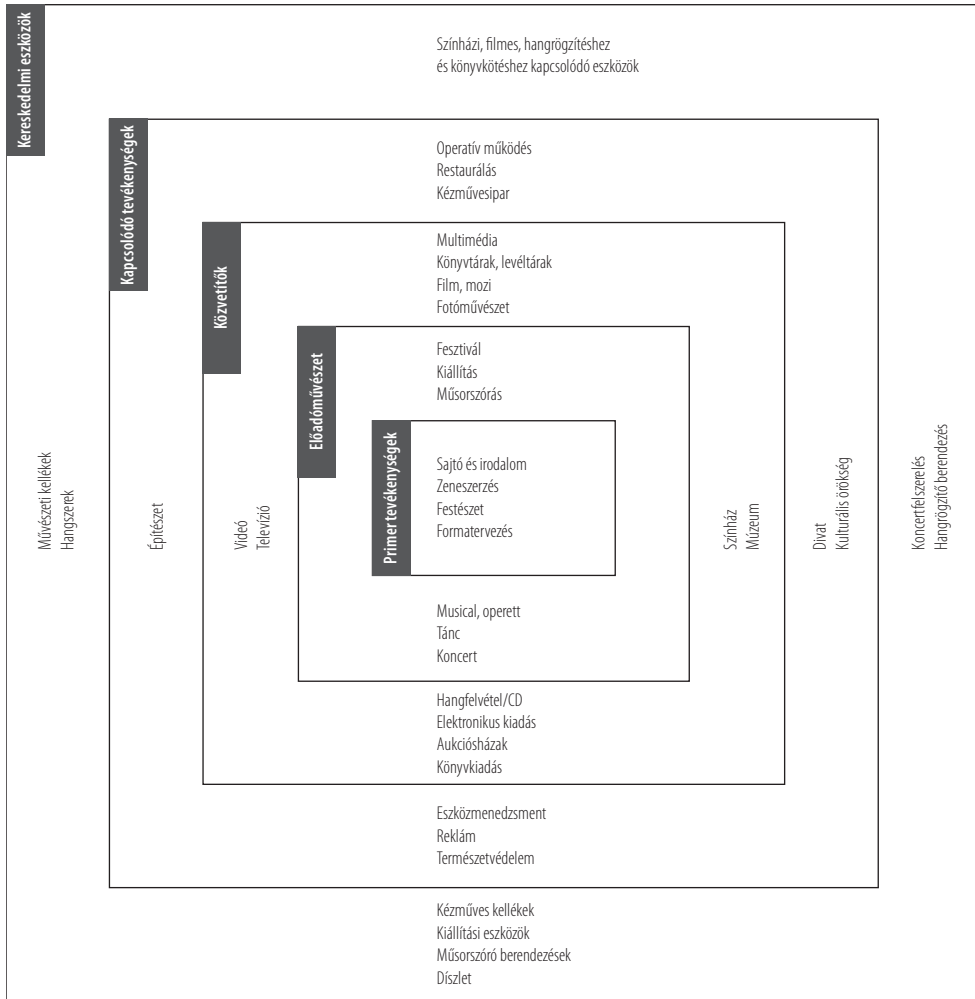 Kereskedelmi eszközök
Színházi, filmes, hangrögzítéshez
és könyvkötéshez kapcsolódó eszközök
Kapcsolódó tevékenységek
Operatív működés
Restaurálás
Kézművesipar
Közvetítők
Multimédia
Könyvtárak, levéltárak
Film, mozi
Fotóművészet
Előadóművészet
Fesztivál
Kiállítás
Műsorszórás
Primer tevékenységek
Sajtó és irodalom
Zeneszerzés
Festészet
Formatervezés
Művészeti kellékek
Hangszerek
Építészet
Videó
Televízió
Színház
Múzeum
Divat
Kulturális örökség
Koncertfelszerelés
Hangrögzítő berendezés
Musical, operett
Tánc
Koncert
Hangfelvétel/CD
Elektronikus kiadás
Aukciósházak
Könyvkiadás
Eszközmenedzsment
Reklám
Természetvédelem
Kézműves kellékek
Kiállítási eszközök
Műsorszóró berendezések
Díszlet